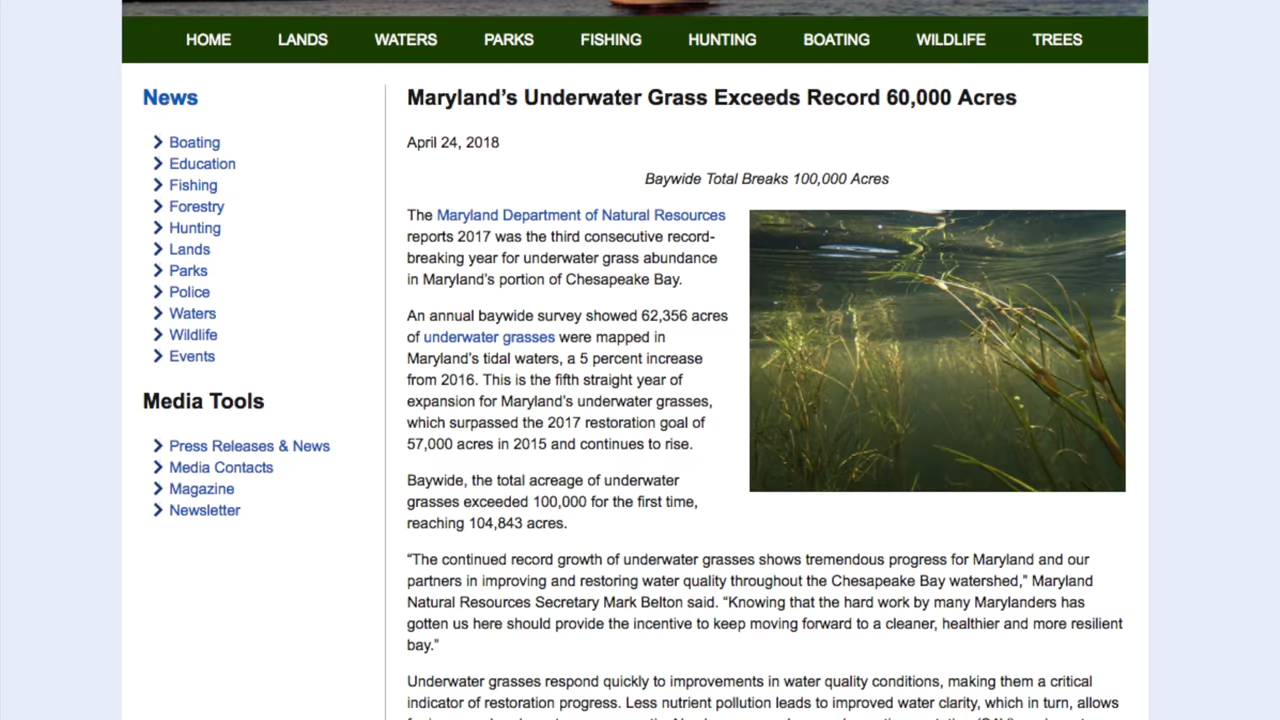 HOME LANDS WATERS PARKS FISHING HUNTING BOATING WILDLIFE TREES
News
Boating
Education
Fishing
Forestry
Hunting
Lands
Parks
Police
Waters
Wildlife
Events
Media Tools
Press Releases & News
Media Contacts
Magazine
Newsletter
Maryland’s Underwater Grass Exceeds Record 60,000 Acres
April 24, 2018
Baywide Total Breaks 100,000 Acres
The Maryland Department of Natural Resources
reports 2017 was the third consecutive record-
breaking year for underwater grass abundance
in Maryland’s portion of Chesapeake Bay.
An annual baywide survey showed 62,356 acres
of underwater grasses were mapped in
Maryland’s tidal waters, a 5 percent increase
from 2016. This is the fifth straight year of
expansion for Maryland’s underwater grasses,
which surpassed the 2017 restoration goal of
57,000 acres in 2015 and continues to rise.
Baywide, the total acreage of underwater
grasses exceeded 100,000 for the first time,
reaching 104,843 acres.
“The continued record growth of underwater grasses shows tremendous progress for Maryland and our
partners in improving and restoring water quality throughout the Chesapeake Bay watershed,” Maryland
Natural Resources Secretary Mark Belton said. “Knowing that the hard work by many Marylanders has
gotten us here should provide the incentive to keep moving forward to a cleaner, healthier and more resilient
bay.”
Underwater grasses respond quickly to improvements in water quality conditions, making them a critical
indicator of restoration progress. Less nutrient pollution leads to improved water clarity, which in turn, allows